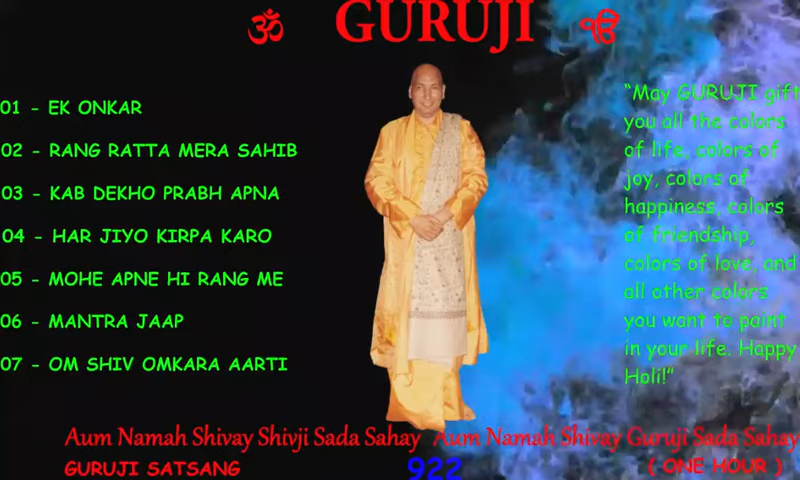 ॐ GURUJI ੴ
01 - EK ONKAR
02 - RANG RATTA MERA SAHIB
03 - KAB DEKHO PRABH APNA
04 - HAR JIYO KIRPA KARO
05 - MOHE APNE HI RANG ME
06 - MANTRA JAAP
07 - OM SHIV OMKARA AARTI
“May GURUJI gift
you all the colors
of life, colors of
joy, colors of
happiness, colors
of friendship,
colors of love, and
all other colors
you want to paint
in your life. Happy
Holi!”
Aum Namah Shivay Shivji Sada Sahay Aum Namah Shivay Guruji Sada Sahay
GURUJI SATSANG 922 ( ONE HOUR )